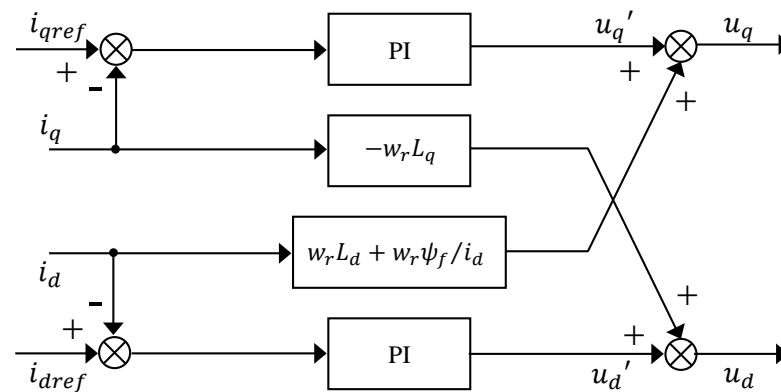 i_qref PI u_q′ u_q
+ - + +
i_q −w_rL_q
i_d w_rL_d + w_rψ_f/i_d
- +
+ PI + u_d′ u_d
i_dref